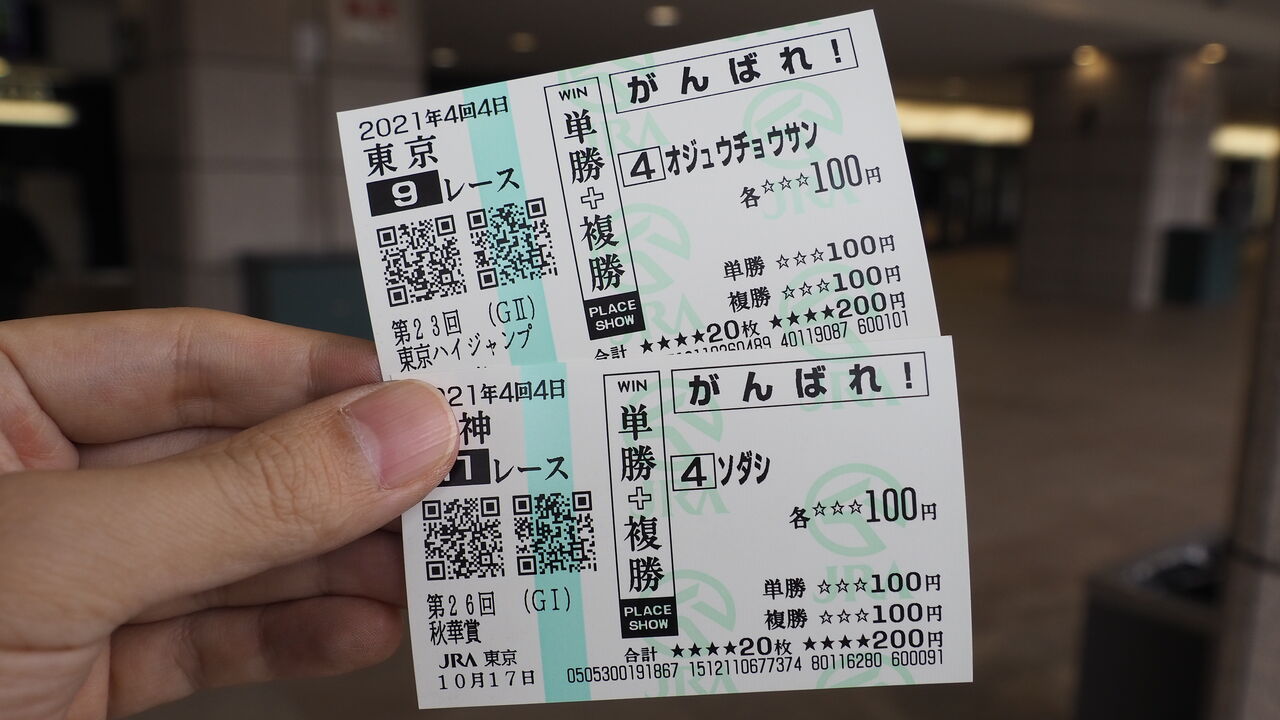 2021年4回4日
東京
9レース
第23回 (GⅡ)
東京ハイジャンプ
WIN
単勝+複勝
PLACE
SHOW
がんばれ!
4 オジュウチョウサン
各☆☆☆100円
単勝 ☆☆☆100円
複勝 ☆☆☆100円
合計 ★★★★20枚 ★★★★200円
40119087 600101
21年4回4日
神
11レース
第26回 (GⅠ)
秋華賞
JRA 東京
10月17日
WIN
単勝+複勝
PLACE
SHOW
がんばれ!
4 ソダシ
各☆☆☆100円
単勝 ☆☆☆100円
複勝 ☆☆☆100円
合計 ★★★★20枚 ★★★★200円
0505300191867 1512110677374 80116280 600091